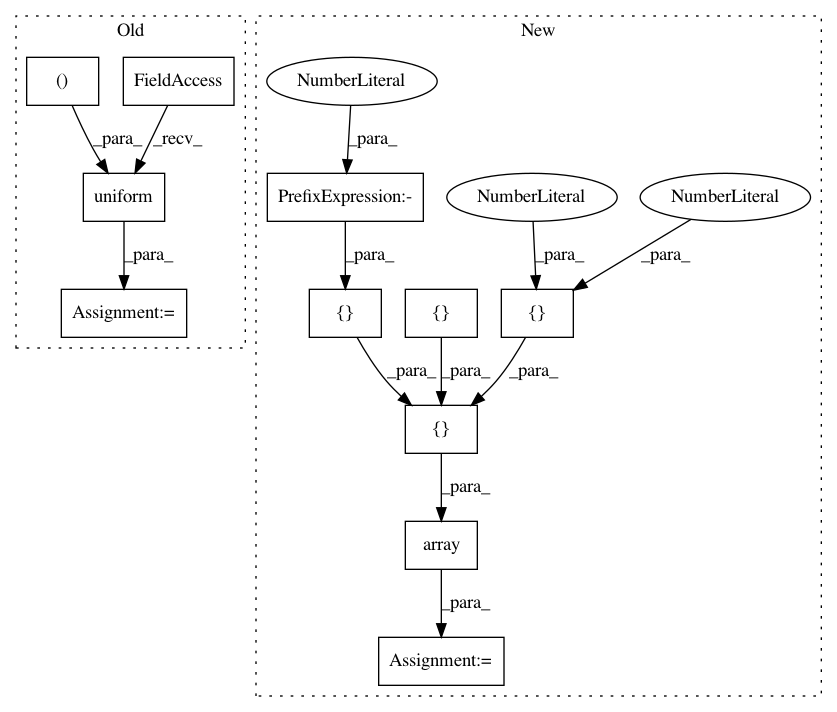 Old
New
() FieldAccess
NumberLiteral
_para_ _recv_
_para_
uniform
PrefixExpression:-
NumberLiteral
NumberLiteral
_para_
_para_
_para_
_para_
Assignment:=
{}
{}
{}
_para_
_para_
_para_
{}
_para_
array
_para_
Assignment:=